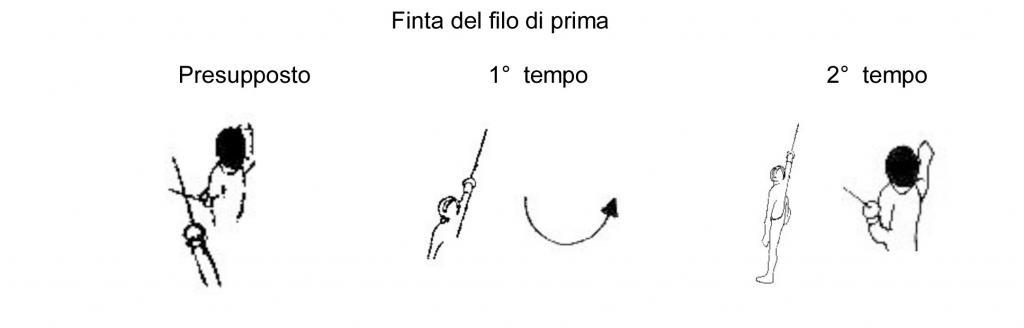 Finta del filo di prima
Presupposto 1° tempo 2° tempo